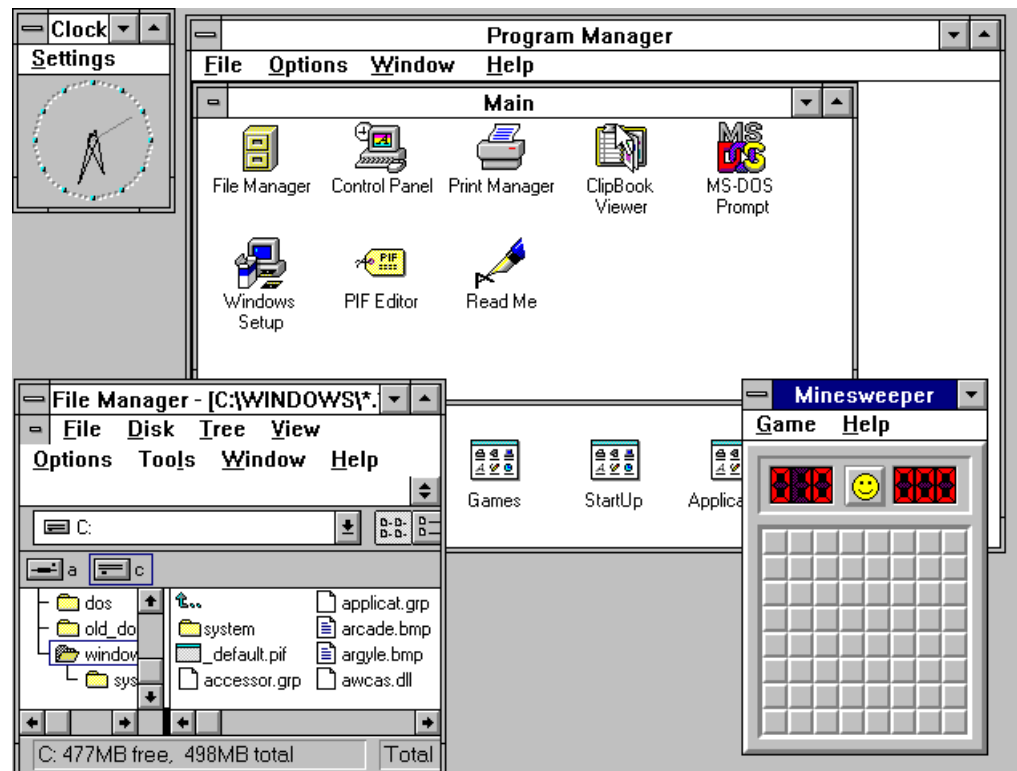 Clock
Settings
Program Manager
File Options Window Help
Main
File Manager
Control Panel
Print Manager
ClipBook
Viewer
MS-DOS
Prompt
Windows
Setup
PIF Editor
Read Me
File Manager - [C:\WINDOWS\*.
File Disk Tree View
Options Tools Window Help
C:
a c
dos
old_do
window
sys
system
_default.pif
accessor.grp
applicat.grp
arcade.bmp
argyle.bmp
awcas.dll
C: 477MB free, 498MB total
Total
Games
StartUp
Applica
Minesweeper
Game Help